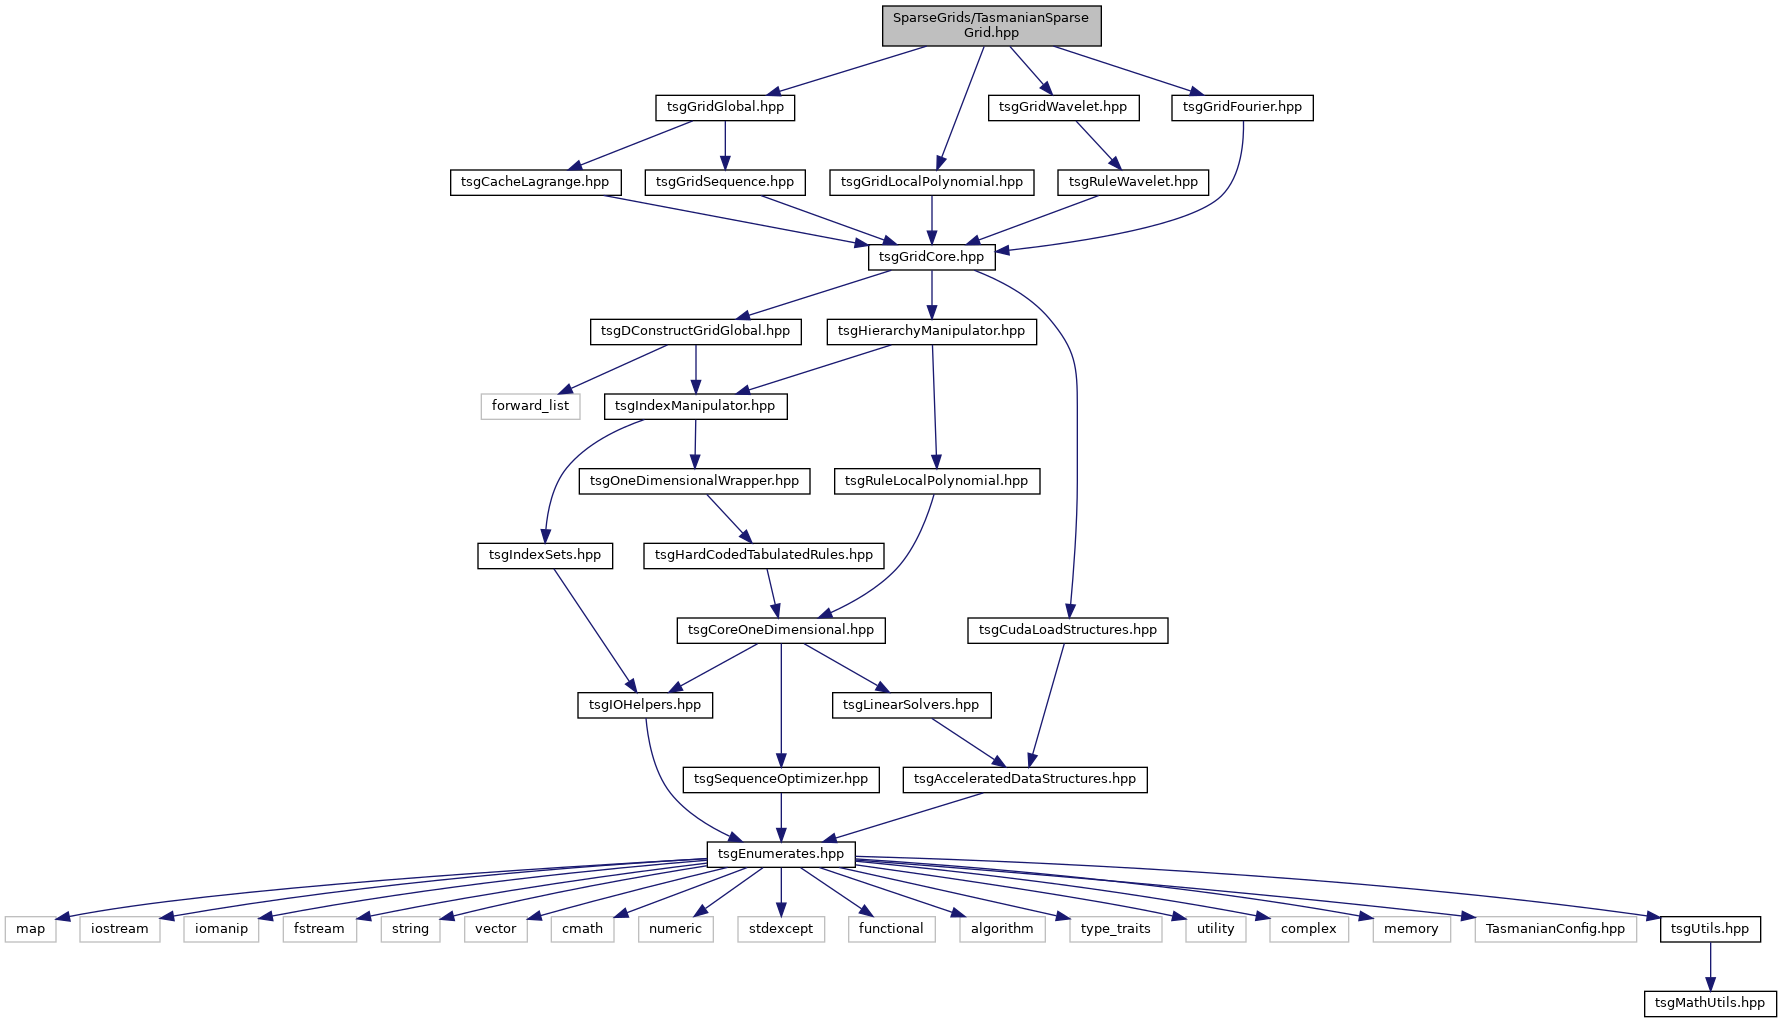 SparseGrids/TasmanianSparse
Grid.hpp
tsgGridGlobal.hpp
tsgGridWavelet.hpp
tsgGridFourier.hpp
tsgCacheLagrange.hpp
tsgGridSequence.hpp
tsgGridLocalPolynomial.hpp
tsgRuleWavelet.hpp
tsgGridCore.hpp
tsgDConstructGridGlobal.hpp
tsgHierarchyManipulator.hpp
forward_list
tsgIndexManipulator.hpp
tsgOneDimensionalWrapper.hpp
tsgRuleLocalPolynomial.hpp
tsgIndexSets.hpp
tsgHardCodedTabulatedRules.hpp
tsgCoreOneDimensional.hpp
tsgCudaLoadStructures.hpp
tsgIOHelpers.hpp
tsgLinearSolvers.hpp
tsgSequenceOptimizer.hpp
tsgAcceleratedDataStructures.hpp
tsgEnumerates.hpp
map
iostream
iomanip
fstream
string
vector
cmath
numeric
stdexcept
functional
algorithm
type_traits
utility
complex
memory
TasmanianConfig.hpp
tsgUtils.hpp
tsgMathUtils.hpp